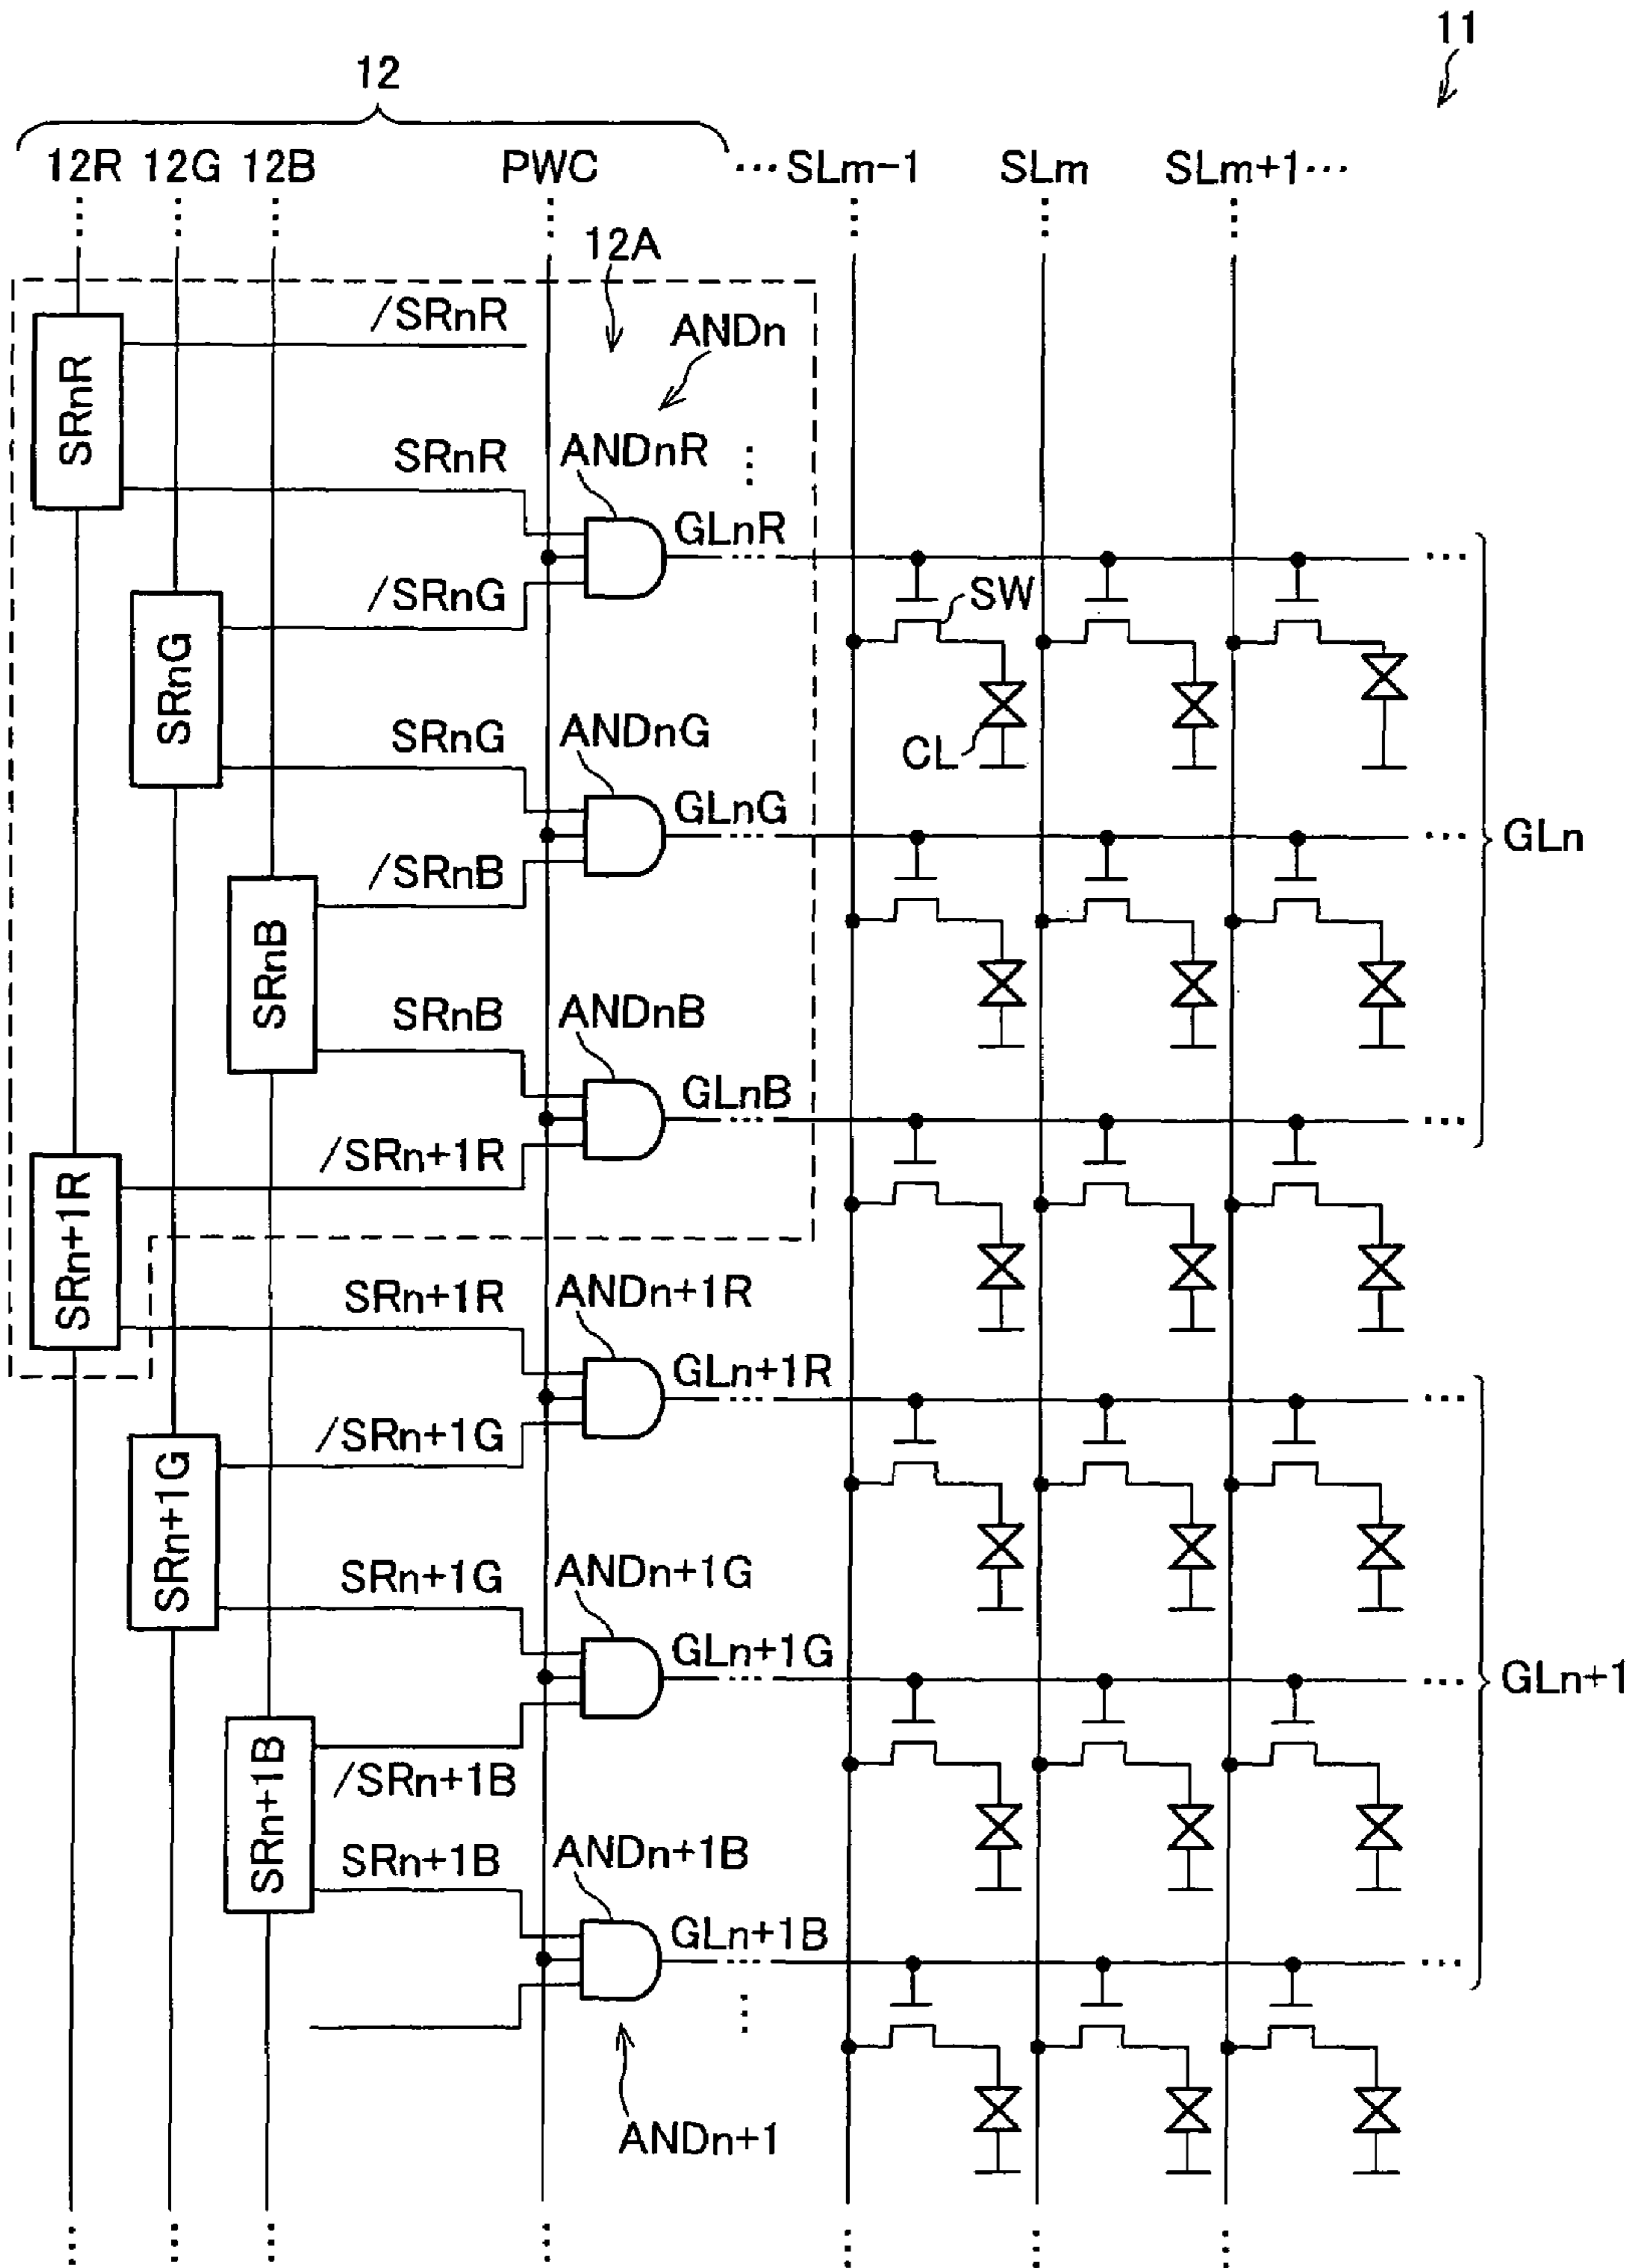 11
12
12R 12G 12B PWC ... SLm-1 SLm SLm+1...
12A
/SRnR
ANDn
SRnR
SRnR
ANDnR
GLnR
/SRnG
SW
SRnG
CL
SRnG
ANDnG
GLnG
GLn
/SRnB
SRnB
SRnB
ANDnB
GLnB
/SRn+1R
SRn+1R
SRn+1R
ANDn+1R
GLn+1R
/SRn+1G
SRn+1G
SRn+1G
ANDn+1G
GLn+1G
GLn+1
/SRn+1B
SRn+1B
SRn+1B
ANDn+1B
GLn+1B
ANDn+1